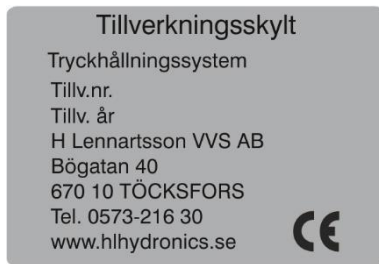 Tillverkningsskylt
Tryckhållningssystem
Tillv.nr.
Tillv. år
H Lennartsson VVS AB
Bögatan 40
670 10 TÖCKSFORS
Tel. 0573-216 30
www.hlhydronics.se
CE